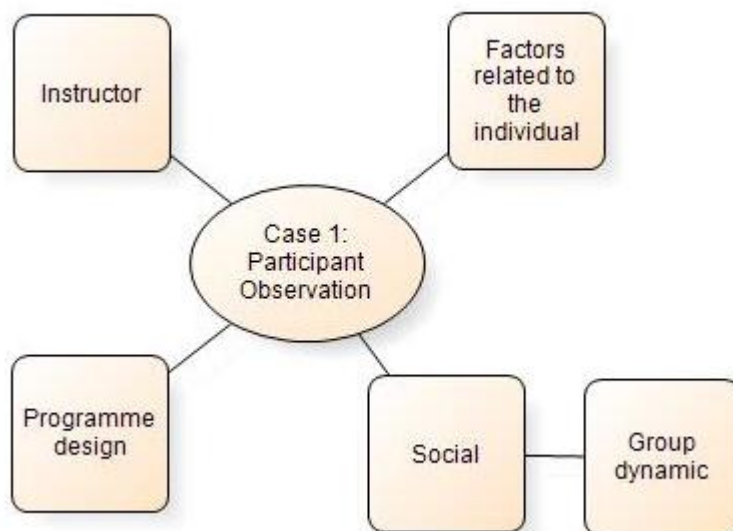 Instructor
Factors
related to
the
individual
Case 1:
Participant
Observation
Programme
design
Social
Group
dynamic